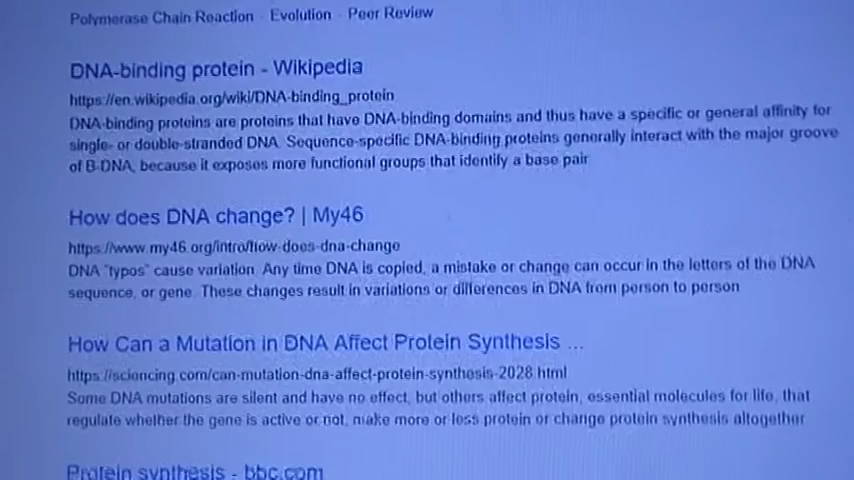 Polymerase Chain Reaction · Evolution · Peer Review
DNA-binding protein - Wikipedia
https://en.wikipedia.org/wiki/DNA-binding_protein
DNA-binding proteins are proteins that have DNA-binding domains and thus have a specific or general affinity for
single- or double-stranded DNA. Sequence-specific DNA-binding proteins generally interact with the major groove
of B-DNA, because it exposes more functional groups that identify a base pair
How does DNA change? | My46
https://www.my46.org/intro/how-does-dna-change
DNA "typos" cause variation. Any time DNA is copied, a mistake or change can occur in the letters of the DNA
sequence, or gene. These changes result in variations or differences in DNA from person to person
How Can a Mutation in DNA Affect Protein Synthesis ...
https://sciencing.com/can-mutation-dna-affect-protein-synthesis-2028.html
Some DNA mutations are silent and have no effect, but others affect protein, essential molecules for life, that
regulate whether the gene is active or not, make more or less protein or change protein synthesis altogether
Protein synthesis - bbc.com